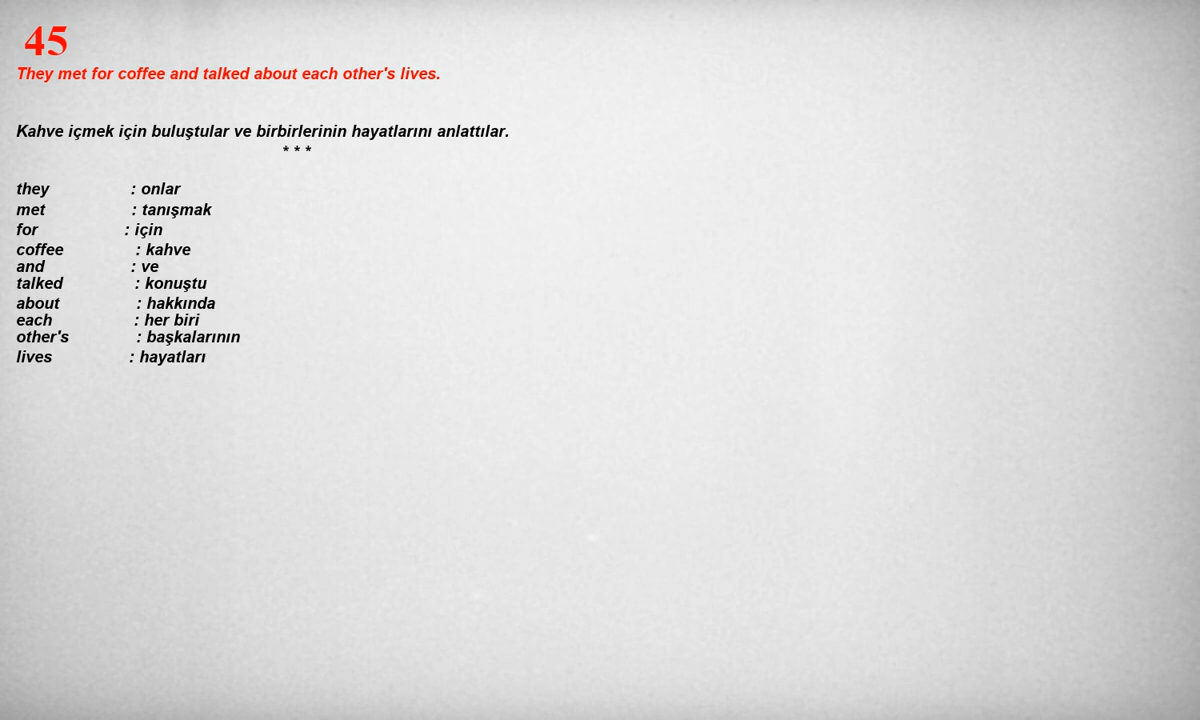 45
They met for coffee and talked about each other's lives.
Kahve içmek için buluştular ve birbirlerinin hayatlarını anlattılar.
* * *
they : onlar
met : tanışmak
for : için
coffee : kahve
and : ve
talked : konuştu
about : hakkında
each : her biri
other's : başkalarının
lives : hayatları